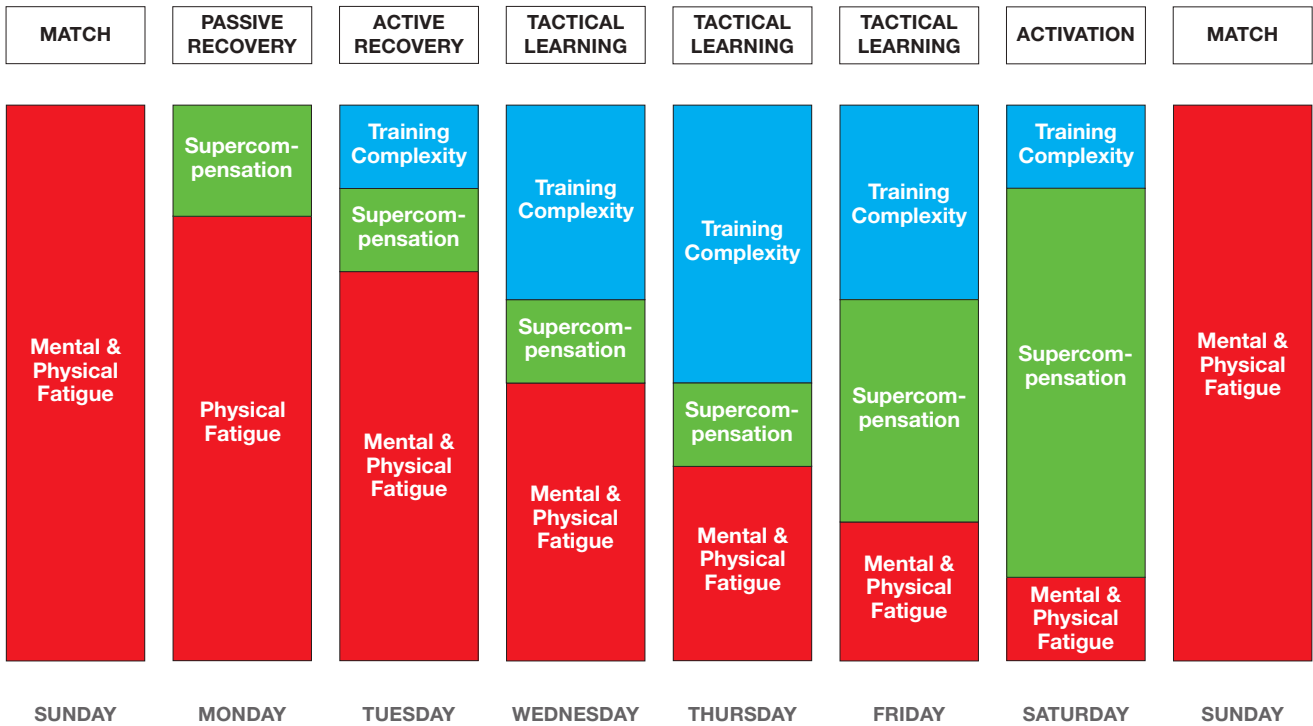 MATCH
PASSIVE
RECOVERY
ACTIVE
RECOVERY
TACTICAL
LEARNING
TACTICAL
LEARNING
TACTICAL
LEARNING
ACTIVATION
MATCH
Mental &
Physical
Fatigue
Supercom-
pensation
Physical
Fatigue
Training
Complexity
Supercom-
pensation
Mental &
Physical
Fatigue
Training
Complexity
Supercom-
pensation
Mental &
Physical
Fatigue
Training
Complexity
Supercom-
pensation
Mental &
Physical
Fatigue
Training
Complexity
Supercom-
pensation
Mental &
Physical
Fatigue
Training
Complexity
Supercom-
pensation
Mental &
Physical
Fatigue
Mental &
Physical
Fatigue
SUNDAY
MONDAY
TUESDAY
WEDNESDAY
THURSDAY
FRIDAY
SATURDAY
SUNDAY